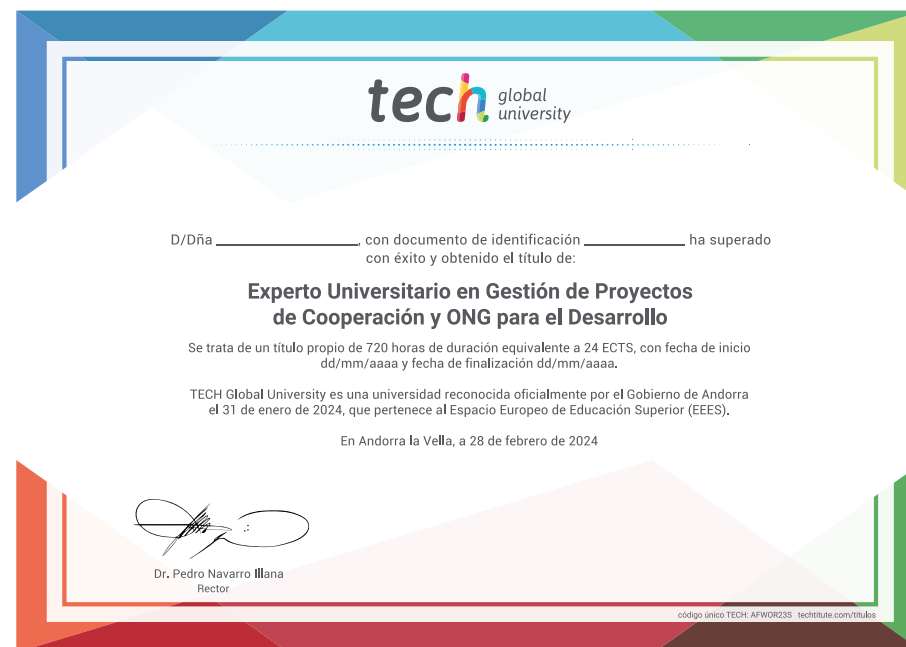 tech global university
D/Dña ____________________, con documento de identificación ______________ ha superado
con éxito y obtenido el título de:
Experto Universitario en Gestión de Proyectos
de Cooperación y ONG para el Desarrollo
Se trata de un título propio de 720 horas de duración equivalente a 24 ECTS, con fecha de inicio
dd/mm/aaaa y fecha de finalización dd/mm/aaaa.
TECH Global University es una universidad reconocida oficialmente por el Gobierno de Andorra
el 31 de enero de 2024, que pertenece al Espacio Europeo de Educación Superior (EEES).
En Andorra la Vella, a 28 de febrero de 2024
Dr. Pedro Navarro Illana
Rector
código único TECH: AFWOR23S techtitute.com/titulos